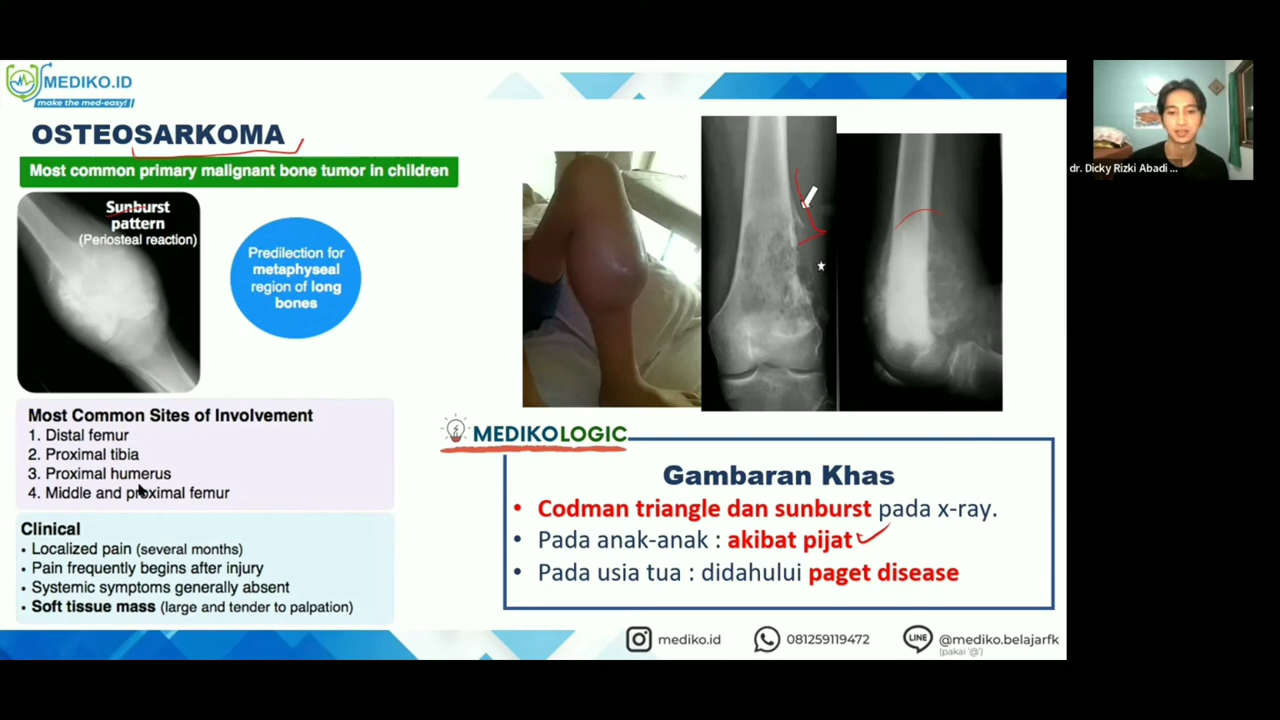 MEDIKO.ID
make the med-easy!
OSTEOSARKOMA
Most common primary malignant bone tumor in children
Sunburst
pattern
(Periosteal reaction)
Predilection for
metaphyseal
region of long
bones
Most Common Sites of Involvement
1. Distal femur
2. Proximal tibia
3. Proximal humerus
4. Middle and proximal femur
Clinical
• Localized pain (several months)
• Pain frequently begins after injury
• Systemic symptoms generally absent
• Soft tissue mass (large and tender to palpation)
MEDIKOLOGIC
Gambaran Khas
• Codman triangle dan sunburst pada x-ray.
• Pada anak-anak : akibat pijat
• Pada usia tua : didahului paget disease
mediko.id
081259119472
LINE
@mediko.belajarfk
(pakai '@')
dr. Dicky Rizki Abadi ...